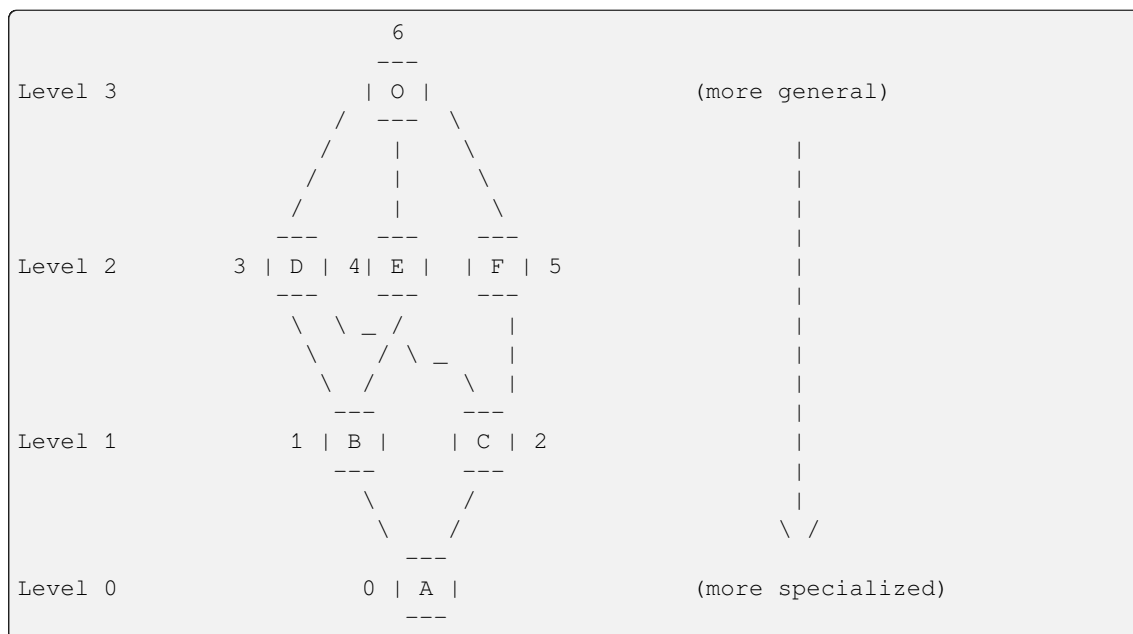 6
                         ---
Level 3                 | O |                  (more general)
                      /  ---  \
                     /    |    \                      |
                    /     |     \                     |
                   /      |      \                    |
                  ---    ---    ---                   |
Level 2        3 | D | 4| E |  | F | 5                |
                  ---    ---    ---                   |
                   \  \ _ /       |                   |
                    \    / \ _    |                   |
                     \  /      \  |                   |
                      ---      ---                    |
Level 1            1 | B |    | C | 2                 |
                      ---      ---                    |
                        \      /                      |
                         \    /                      \ /
                           ---
Level 0                 0 | A |                (more specialized)
                           ---